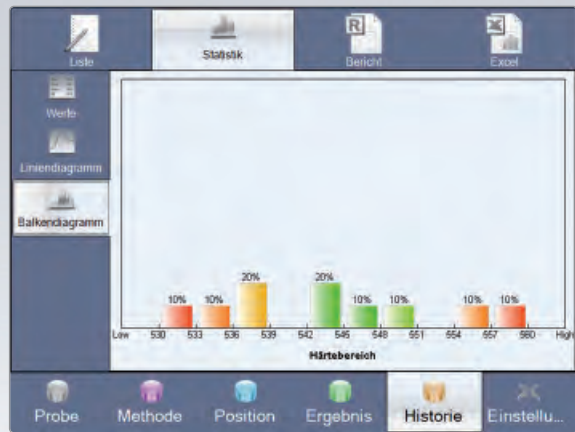 Liste Statistik Bericht Excel
Werte
Liniendiagramm
Balkendiagramm
20% 20%
10% 10% 10% 10% 10% 10%
Low 530 533 536 539 542 545 548 551 554 557 560 High
Härtebereich
Probe Methode Position Ergebnis Historie Einstellu...